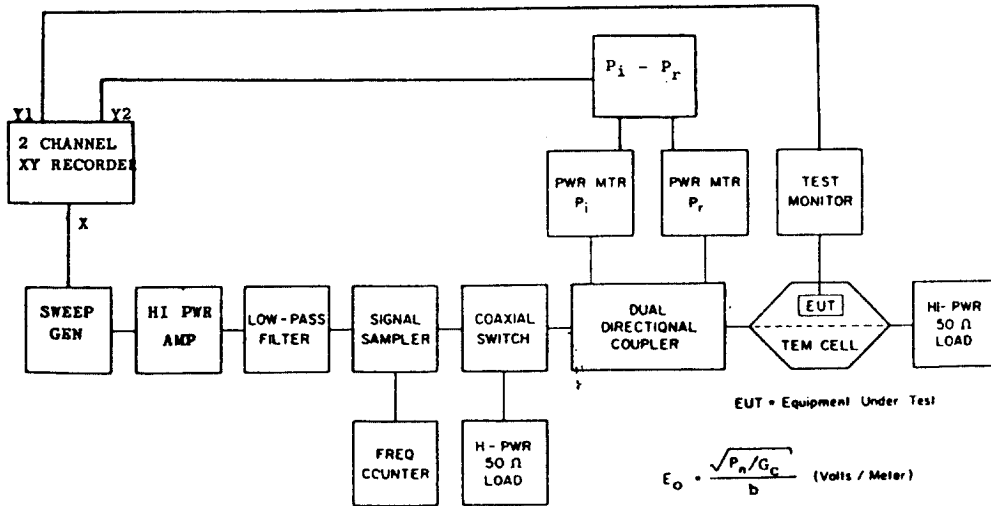 P_i - P_r
Y1
Y2
2 CHANNEL
XY RECORDER
X
PWR MTR
P_i
PWR MTR
P_r
TEST
MONITOR
SWEEP
GEN
HI PWR
AMP
LOW-PASS
FILTER
SIGNAL
SAMPLER
COAXIAL
SWITCH
DUAL
DIRECTIONAL
COUPLER
EUT
TEM CELL
HI-PWR
50 Ω
LOAD
FREQ
CCUNTER
H-PWR
50 Ω
LOAD
EUT = Equipment Under Test
E_O = √(P_n/G_C) / b (Volts / Meter)